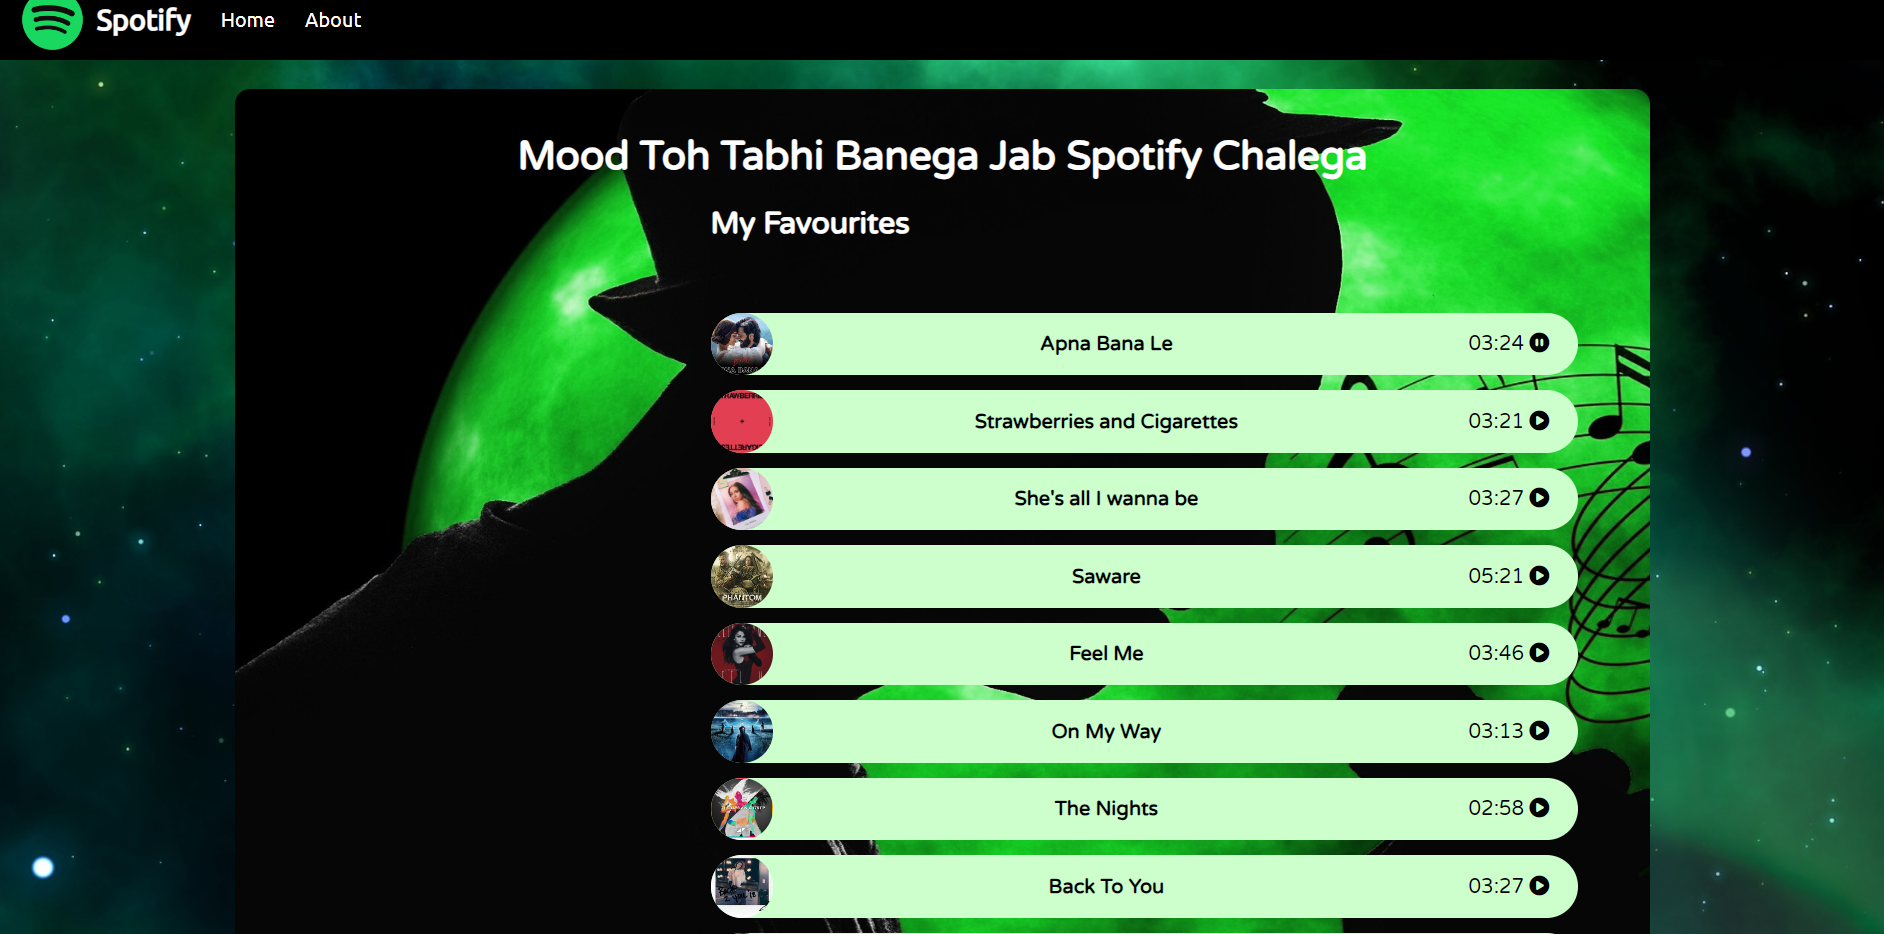 Spotify Home About
Mood Toh Tabhi Banega Jab Spotify Chalega
My Favourites
Apna Bana Le 03:24
Strawberries and Cigarettes 03:21
She's all I wanna be 03:27
Saware 05:21
PHANTOM
Feel Me 03:46
On My Way 03:13
The Nights 02:58
Back To You 03:27